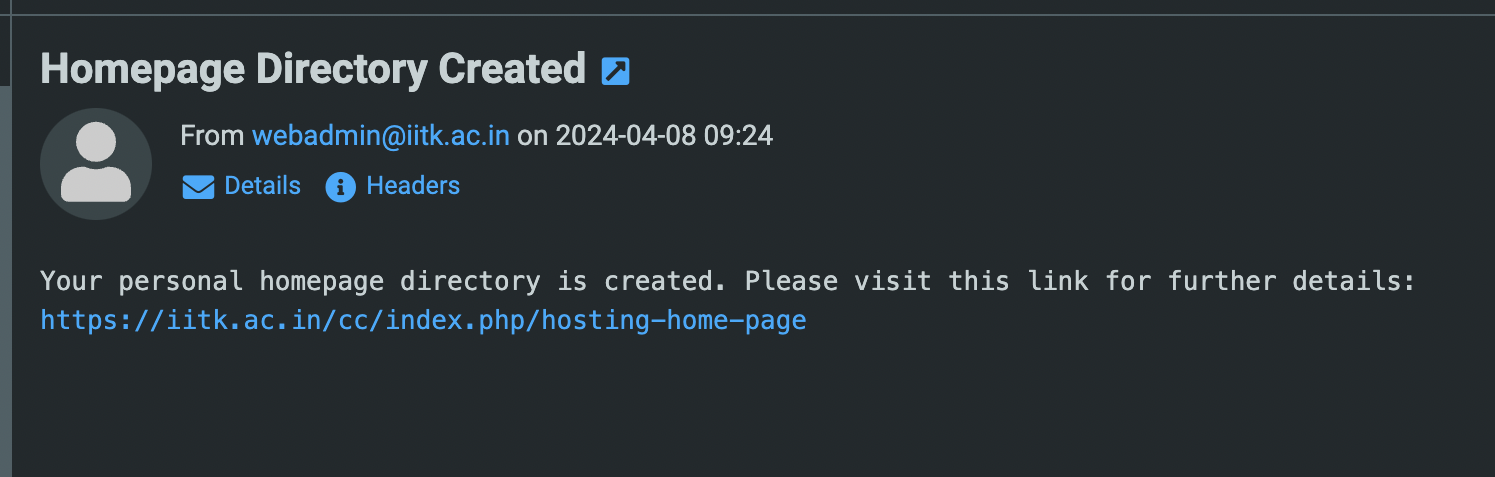 Homepage Directory Created
From webadmin@iitk.ac.in on 2024-04-08 09:24
Details Headers
Your personal homepage directory is created. Please visit this link for further details:
https://iitk.ac.in/cc/index.php/hosting-home-page